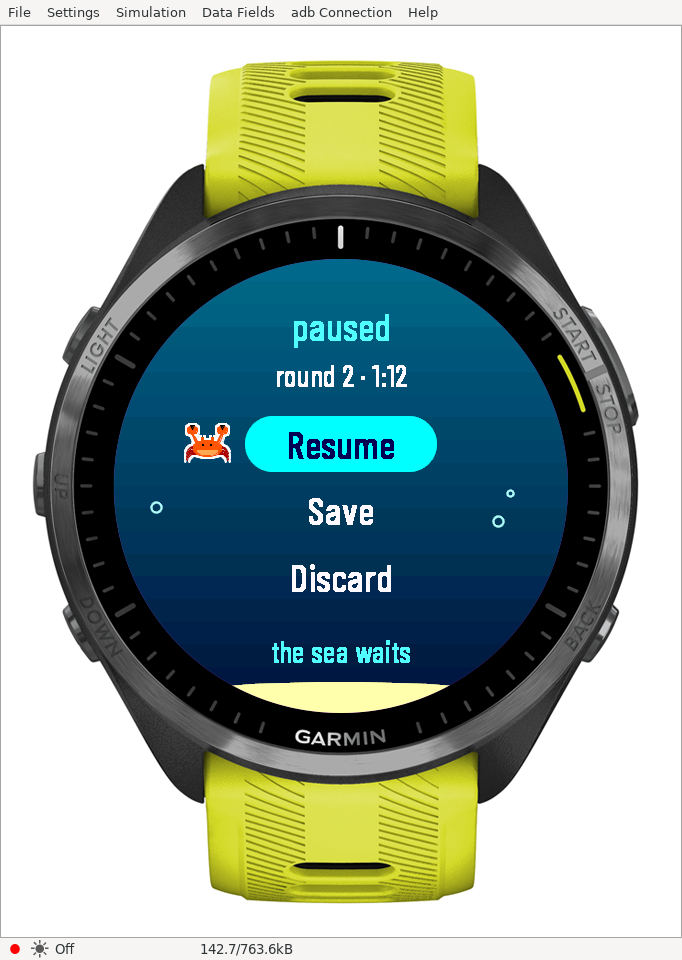 File Settings Simulation Data Fields adb Connection Help
START
STOP
LIGHT
UP
DOWN
BACK
paused
round 2 · 1:12
Resume
Save
Discard
the sea waits
GARMIN
Off 142.7/763.6kB